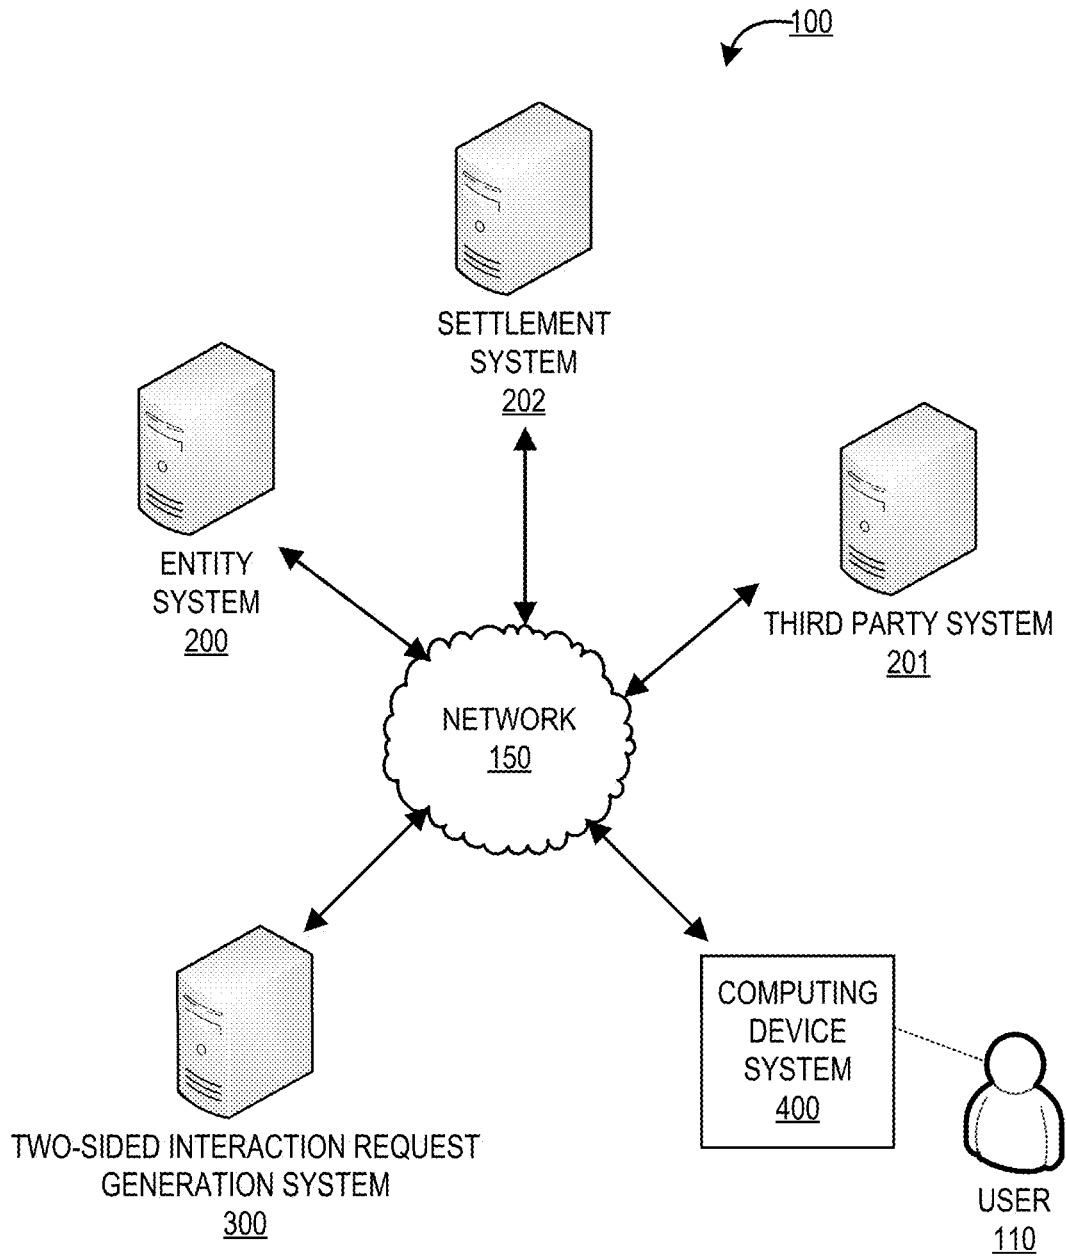 100
SETTLEMENT
SYSTEM
202
ENTITY
SYSTEM
200
THIRD PARTY SYSTEM
201
NETWORK
150
COMPUTING
DEVICE
SYSTEM
400
TWO-SIDED INTERACTION REQUEST
GENERATION SYSTEM
300
USER
110